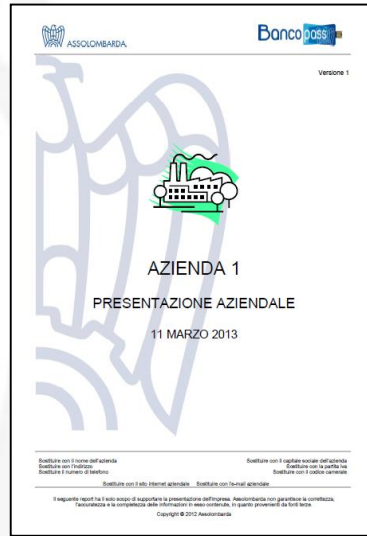 ASSOLOMBARDA
Bancopass
Versione 1
AZIENDA 1
PRESENTAZIONE AZIENDALE
11 MARZO 2013
Sostituire con il nome dell'azienda
Sostituire con l'indirizzo
Sostituire il numero di telefono
Sostituire con il capitale sociale dell'azienda
Sostituire con la partita iva
Sostituire con il codice camerale
Sostituire con il sito internet aziendale Sostituire con l'e-mail aziendale
Il seguente report ha il solo scopo di supportare la presentazione dell'impresa. Assolombarda non garantisce la correttezza,
l'accuratezza e la completezza delle informazioni in esso contenute, in quanto provenienti da fonti terze.
Copyright © 2012 Assolombarda